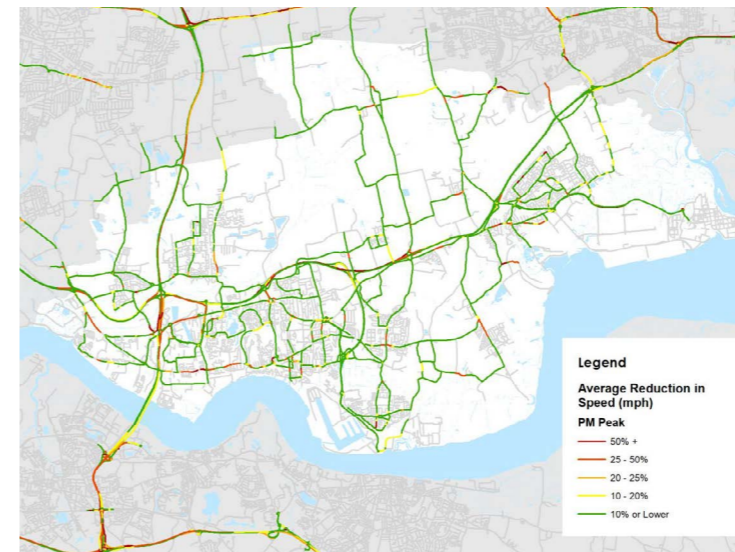 Legend
Average Reduction in
Speed (mph)
PM Peak
50% +
25 - 50%
20 - 25%
10 - 20%
10% or Lower